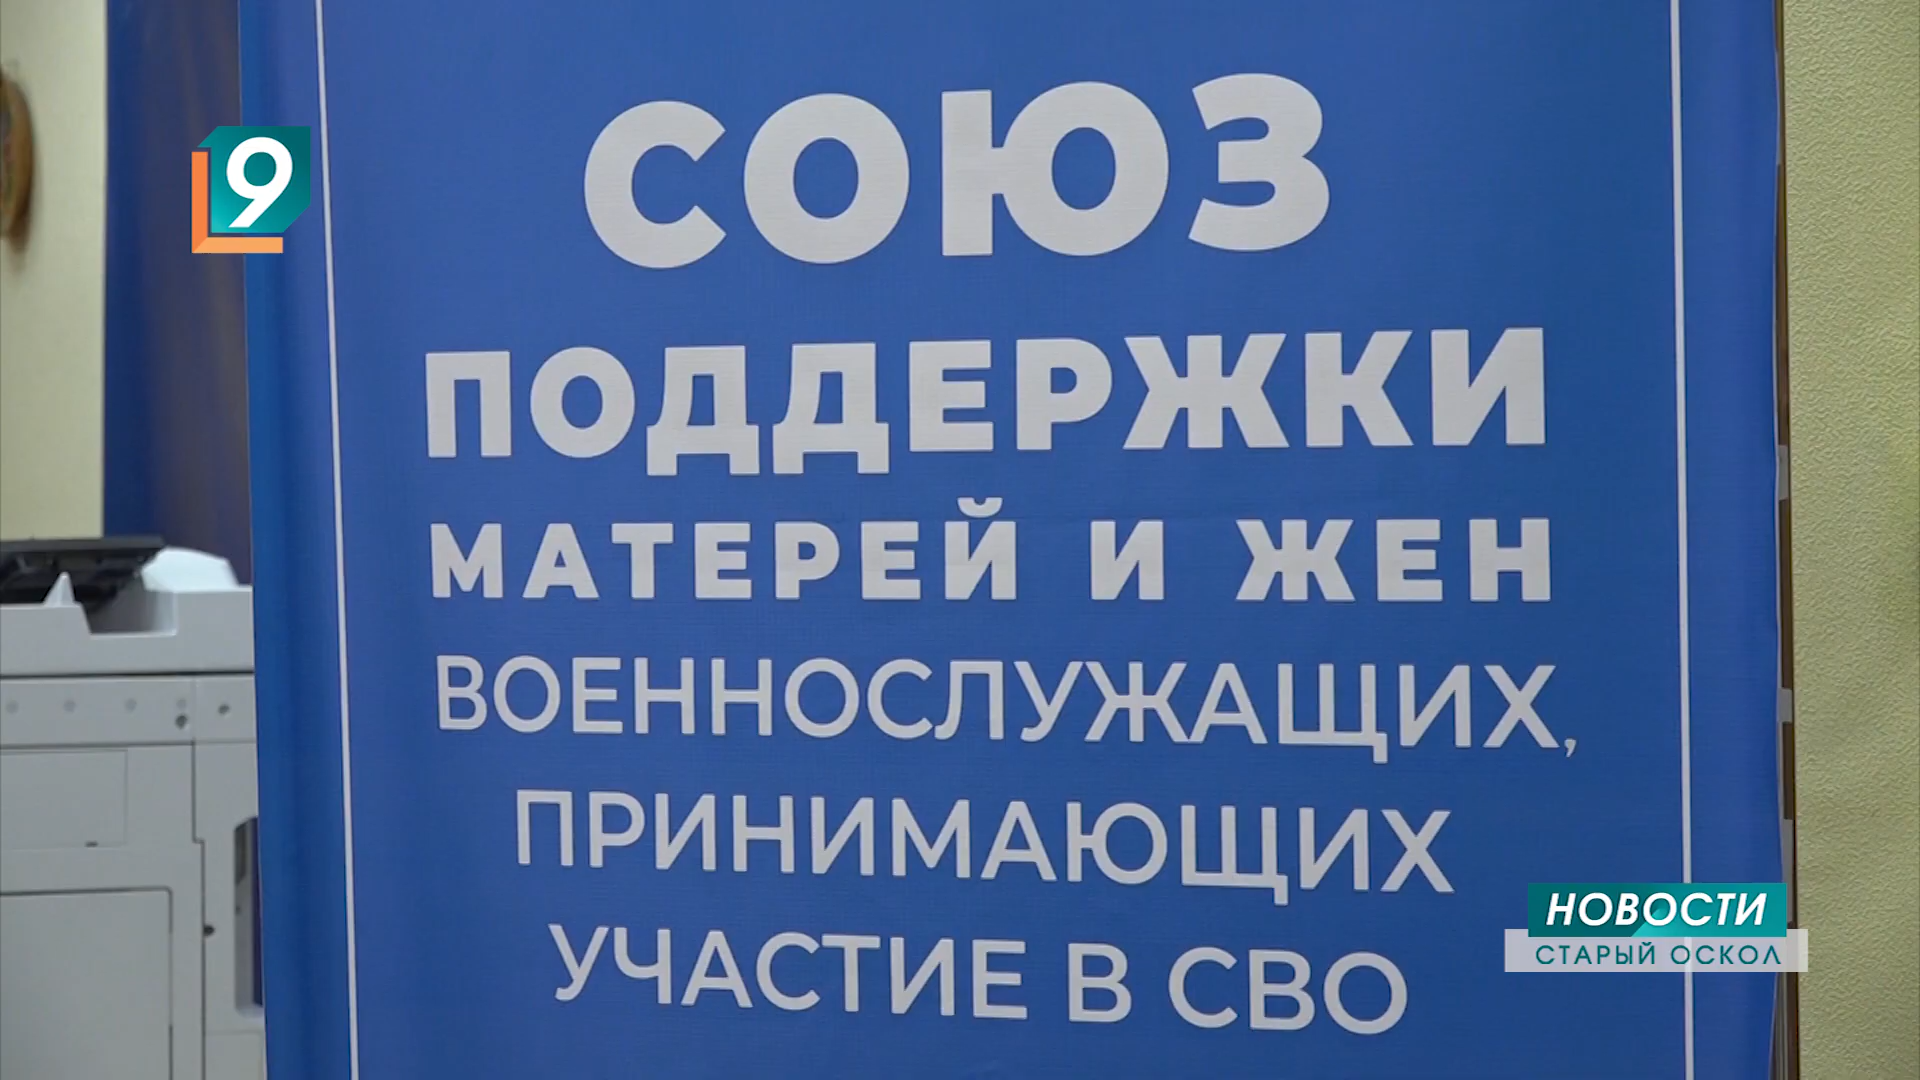 9
СОЮЗ
ПОДДЕРЖКИ
МАТЕРЕЙ И ЖЕН
ВОЕННОСЛУЖАЩИХ,
ПРИНИМАЮЩИХ
УЧАСТИЕ В СВО
НОВОСТИ
СТАРЫЙ ОСКОЛ